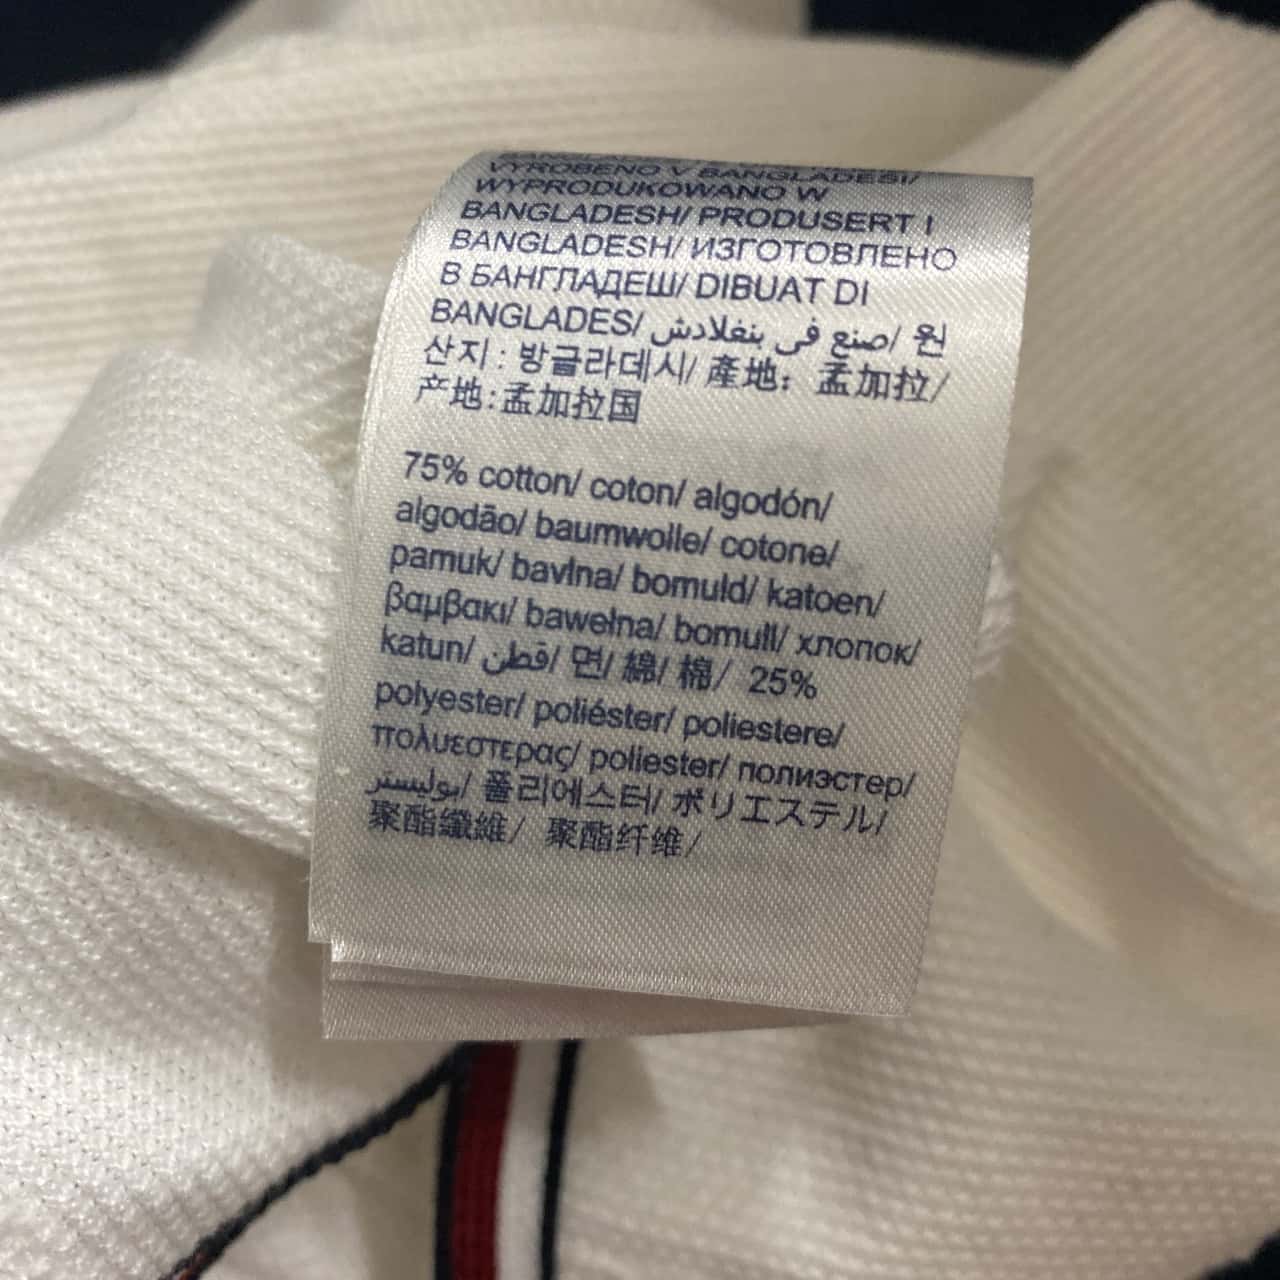 VYROBENO V BANGLADÉSI/
WYPRODUKOWANO W
BANGLADESH/ PRODUSERT I
BANGLADESH/ ИЗГОТОВЛЕНО
В БАНГЛАДЕШ/ DIBUAT DI
BANGLADES/ صنع في بنغلادش/ 원
산지 : 방글라데시/ 產地： 孟加拉/
产地:孟加拉国
75% cotton/ coton/ algodón/
algodão/ baumwolle/ cotone/
pamuk/ bavlna/ bomuld/ katoen/
βαμβακι/ bawełna/ bomull/ хлопок/
katun/ قطن/ 면/ 綿/ 棉/ 25%
polyester/ poliéster/ poliestere/
πολυεστερας/ poliester/ полиэстер/
بوليستر/ 폴리에스터/ ポリエステル/
聚酯纖維/ 聚酯纤维/